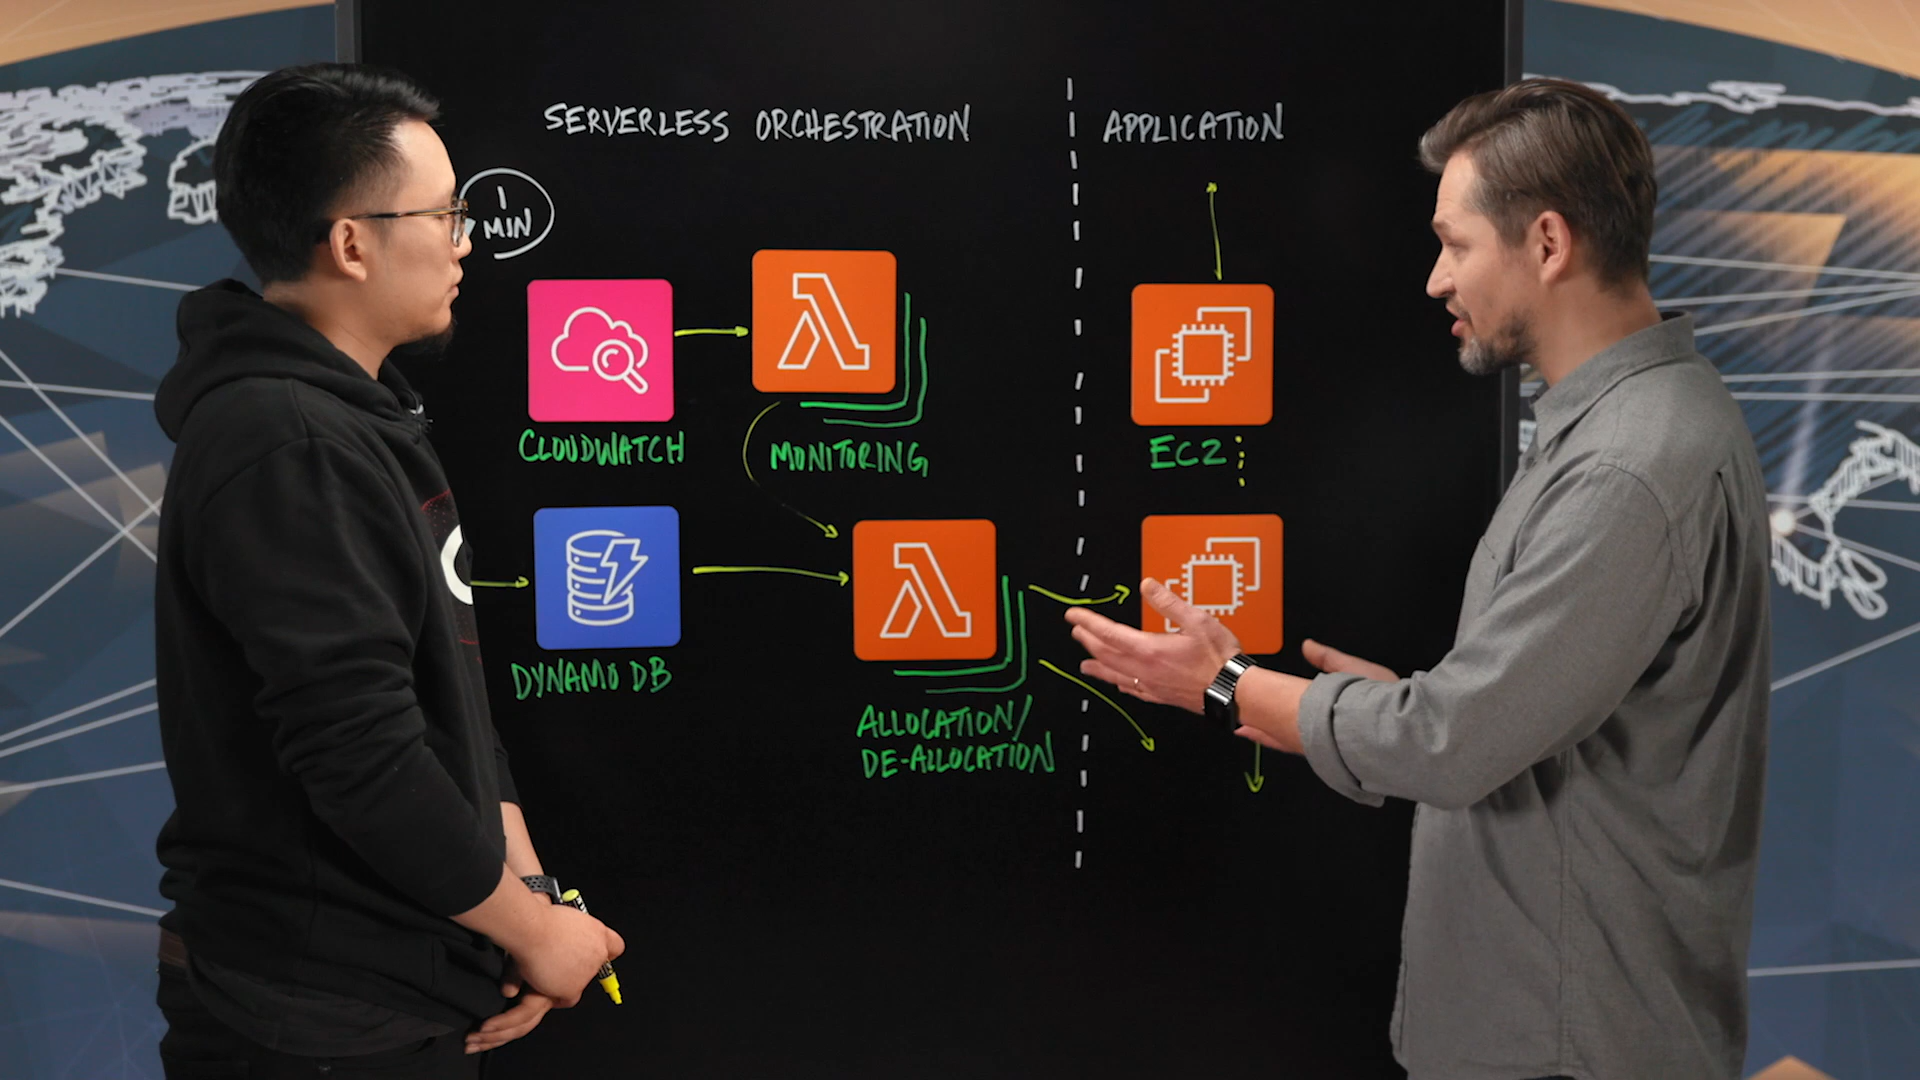 SERVERLESS ORCHESTRATION
APPLICATION
1
MIN
CLOUDWATCH
MONITORING
EC2
DYNAMO DB
ALLOCATION/
DE-ALLOCATION